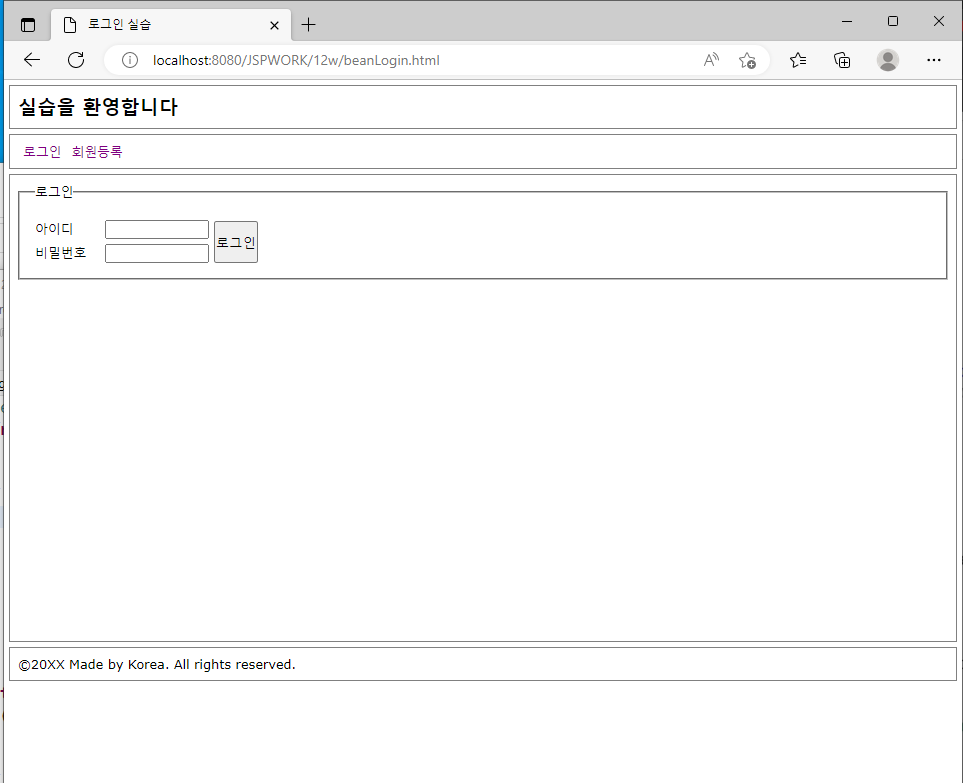 로그인 실습
localhost:8080/JSPWORK/12w/beanLogin.html
실습을 환영합니다
로그인 회원등록
로그인
아이디
로그인
비밀번호
©20XX Made by Korea. All rights reserved.